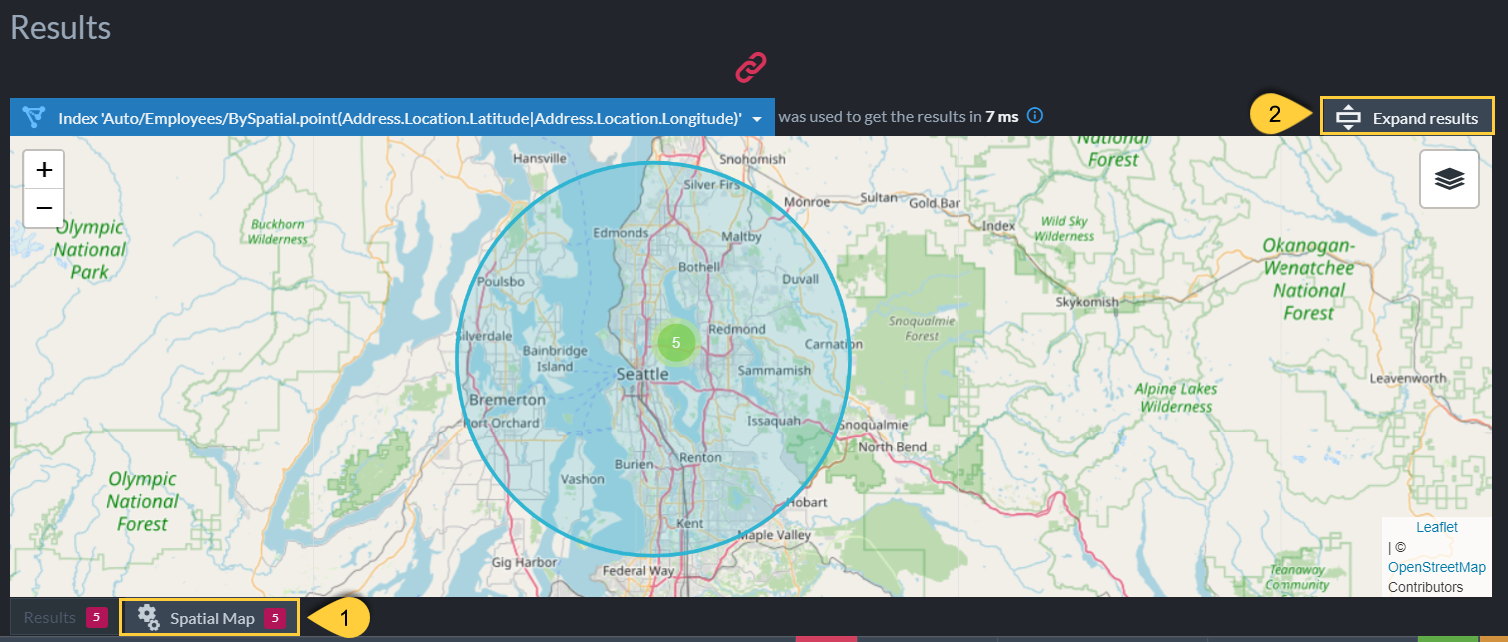 Results
Index 'Auto/Employees/BySpatial.point(Address.Location.Latitude|Address.Location.Longitude)' was used to get the results in 7 ms
2
Expand results
+
−
National
Forest
Hansville
Snohomish
Silver Firs
Monroe
Sultan
Gold Bar
Index
Wild Sky
Wilderness
Olympic
National
Park
Buckhorn
Wilderness
Edmonds
Maltby
Bothell
Duvall
Okanogan-
Wenatchee
National
Forest
Poulsbo
Skykomish
Silverdale
Bainbridge
Island
5
Redmond
Carnation
Snoqualmie
Forest
Seattle
Sammamish
Leavenworth
Bremerton
Port Orchard
Issaquah
Snoqualmie
North Bend
Alpine Lakes
Wilderness
Burien
Renton
Vashon
Olympic
National
Forest
Hobart
Kent
Maple Valley
Gig Harbor
Federal Way
Teanaway
Community
Leaflet
| ©
OpenStreetMap
Contributors
Results 5
Spatial Map 5
1